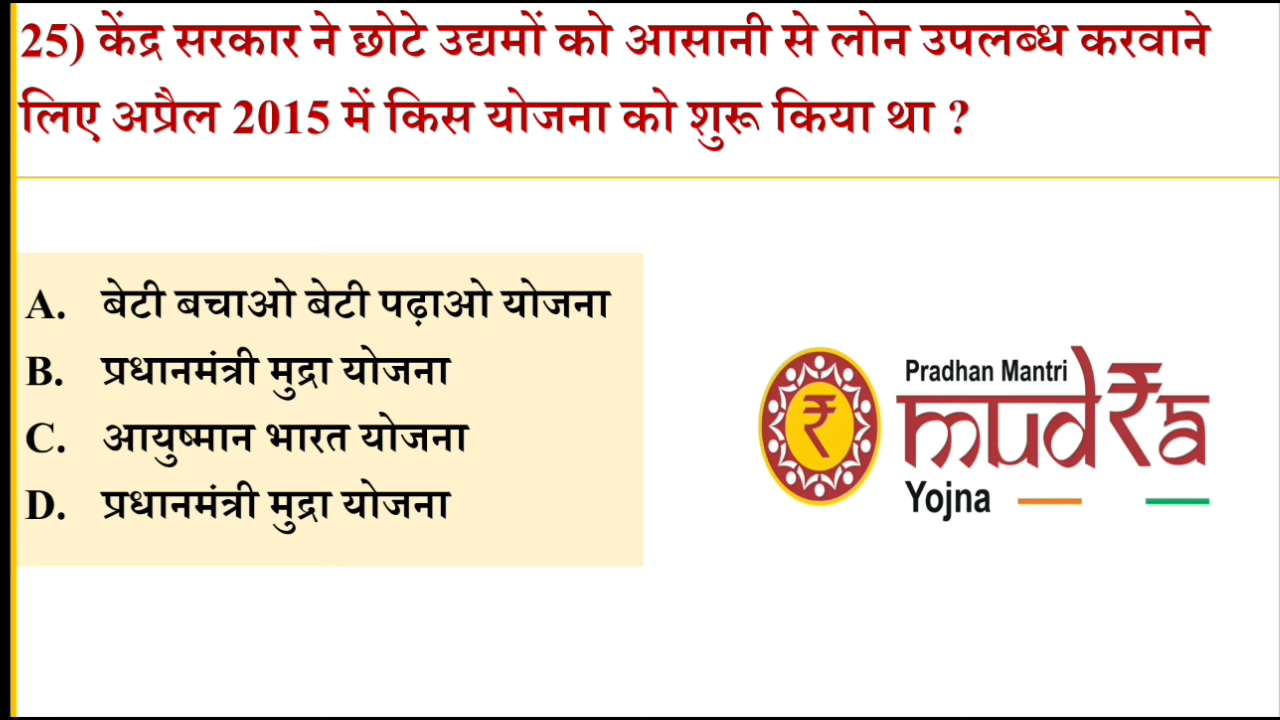 25) केंद्र सरकार ने छोटे उद्यमों को आसानी से लोन उपलब्ध करवाने
लिए अप्रैल 2015 में किस योजना को शुरू किया था ?
A. बेटी बचाओ बेटी पढ़ाओ योजना
B. प्रधानमंत्री मुद्रा योजना
C. आयुष्मान भारत योजना
D. प्रधानमंत्री मुद्रा योजना
₹
Pradhan Mantri
mud₹a
Yojna